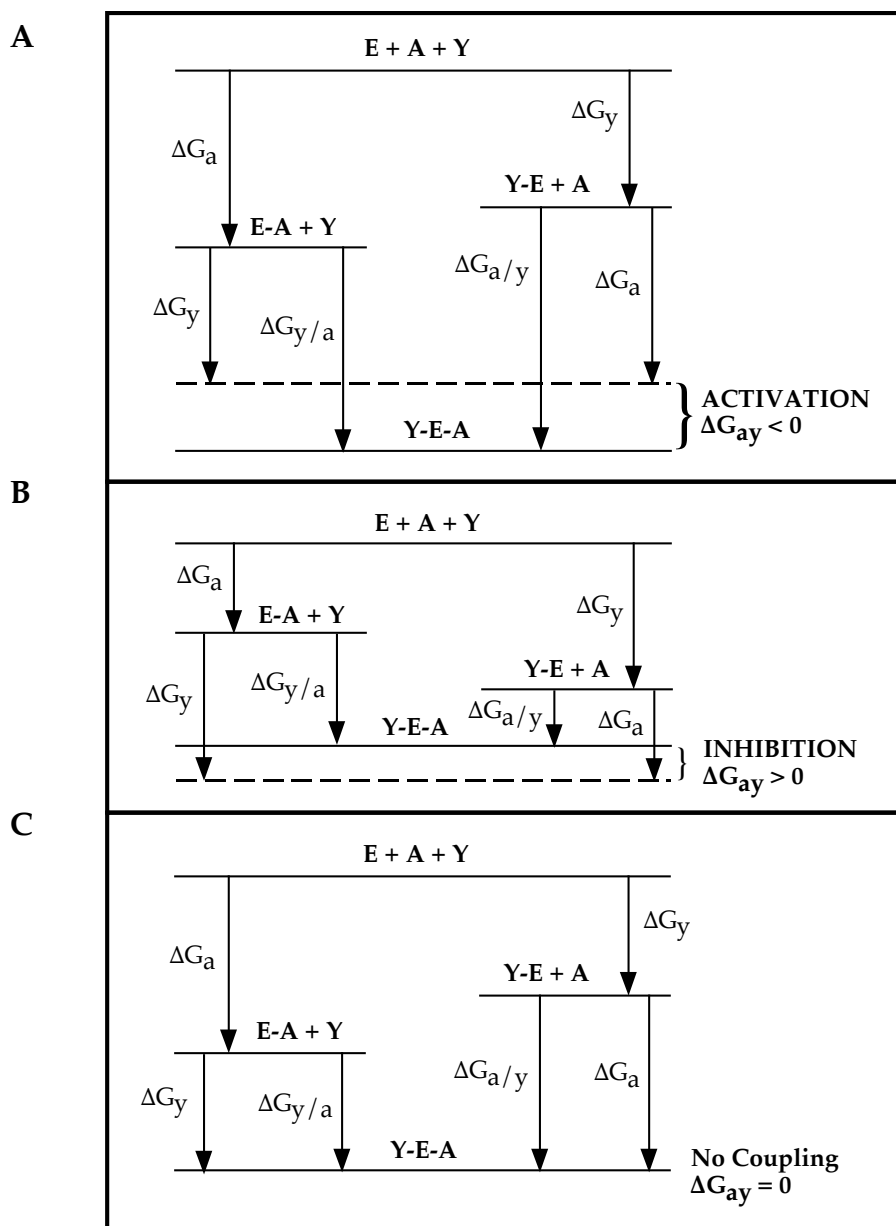 A
E + A + Y
ΔGa
ΔGy
Y-E + A
E-A + Y
ΔGy
ΔGy/a
ΔGa/y
ΔGa
ACTIVATION
ΔGay < 0
Y-E-A
B
E + A + Y
ΔGa
E-A + Y
ΔGy
ΔGy
ΔGy/a
Y-E + A
ΔGa/y
ΔGa
Y-E-A
INHIBITION
ΔGay > 0
C
E + A + Y
ΔGa
ΔGy
Y-E + A
E-A + Y
ΔGy
ΔGy/a
ΔGa/y
ΔGa
Y-E-A
No Coupling
ΔGay = 0